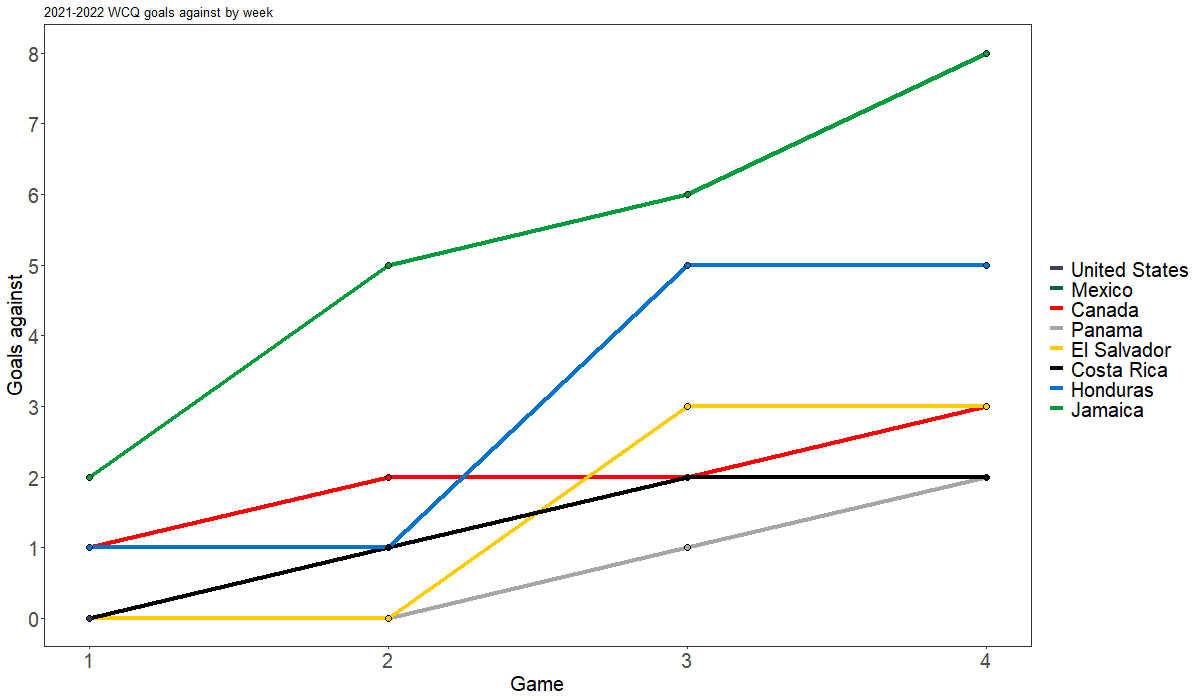 2021-2022 WCQ goals against by week
8
7
6
5
4
3
2
1
0
Goals against
1 2 3 4
Game
United States
Mexico
Canada
Panama
El Salvador
Costa Rica
Honduras
Jamaica